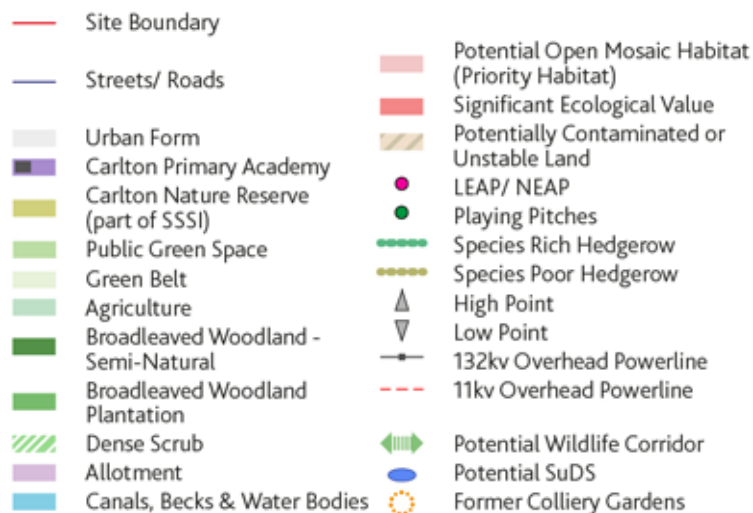 Site Boundary
Streets/ Roads
Urban Form
Carlton Primary Academy
Carlton Nature Reserve
(part of SSSI)
Public Green Space
Green Belt
Agriculture
Broadleaved Woodland -
Semi-Natural
Broadleaved Woodland
Plantation
Dense Scrub
Allotment
Canals, Becks & Water Bodies
Potential Open Mosaic Habitat
(Priority Habitat)
Significant Ecological Value
Potentially Contaminated or
Unstable Land
LEAP/ NEAP
Playing Pitches
Species Rich Hedgerow
Species Poor Hedgerow
High Point
Low Point
132kv Overhead Powerline
11kv Overhead Powerline
Potential Wildlife Corridor
Potential SuDS
Former Colliery Gardens